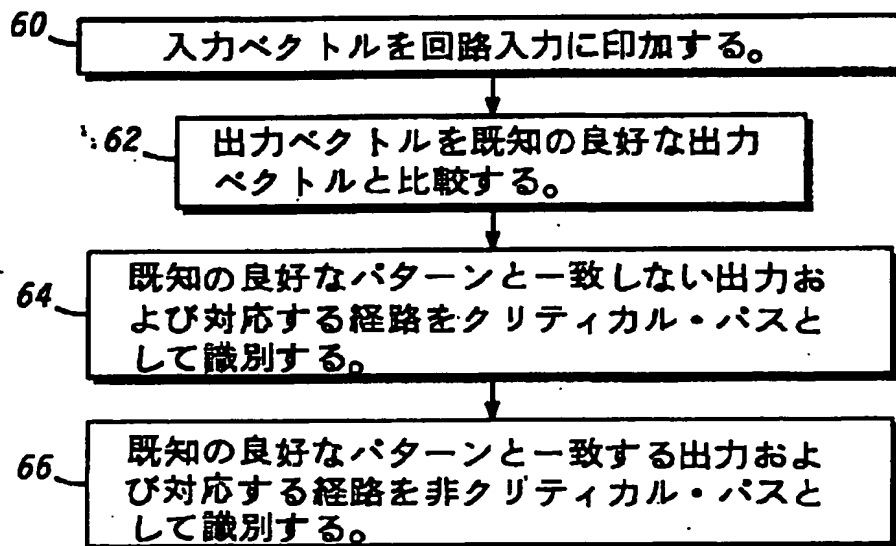 60
入力ベクトルを回路入力に印加する。
62
出力ベクトルを既知の良好な出力
ベクトルと比較する。
64
既知の良好なパターンと一致しない出力お
よび対応する経路をクリティカル・パスと
して識別する。
66
既知の良好なパターンと一致する出力およ
び対応する経路を非クリティカル・パスと
して識別する。